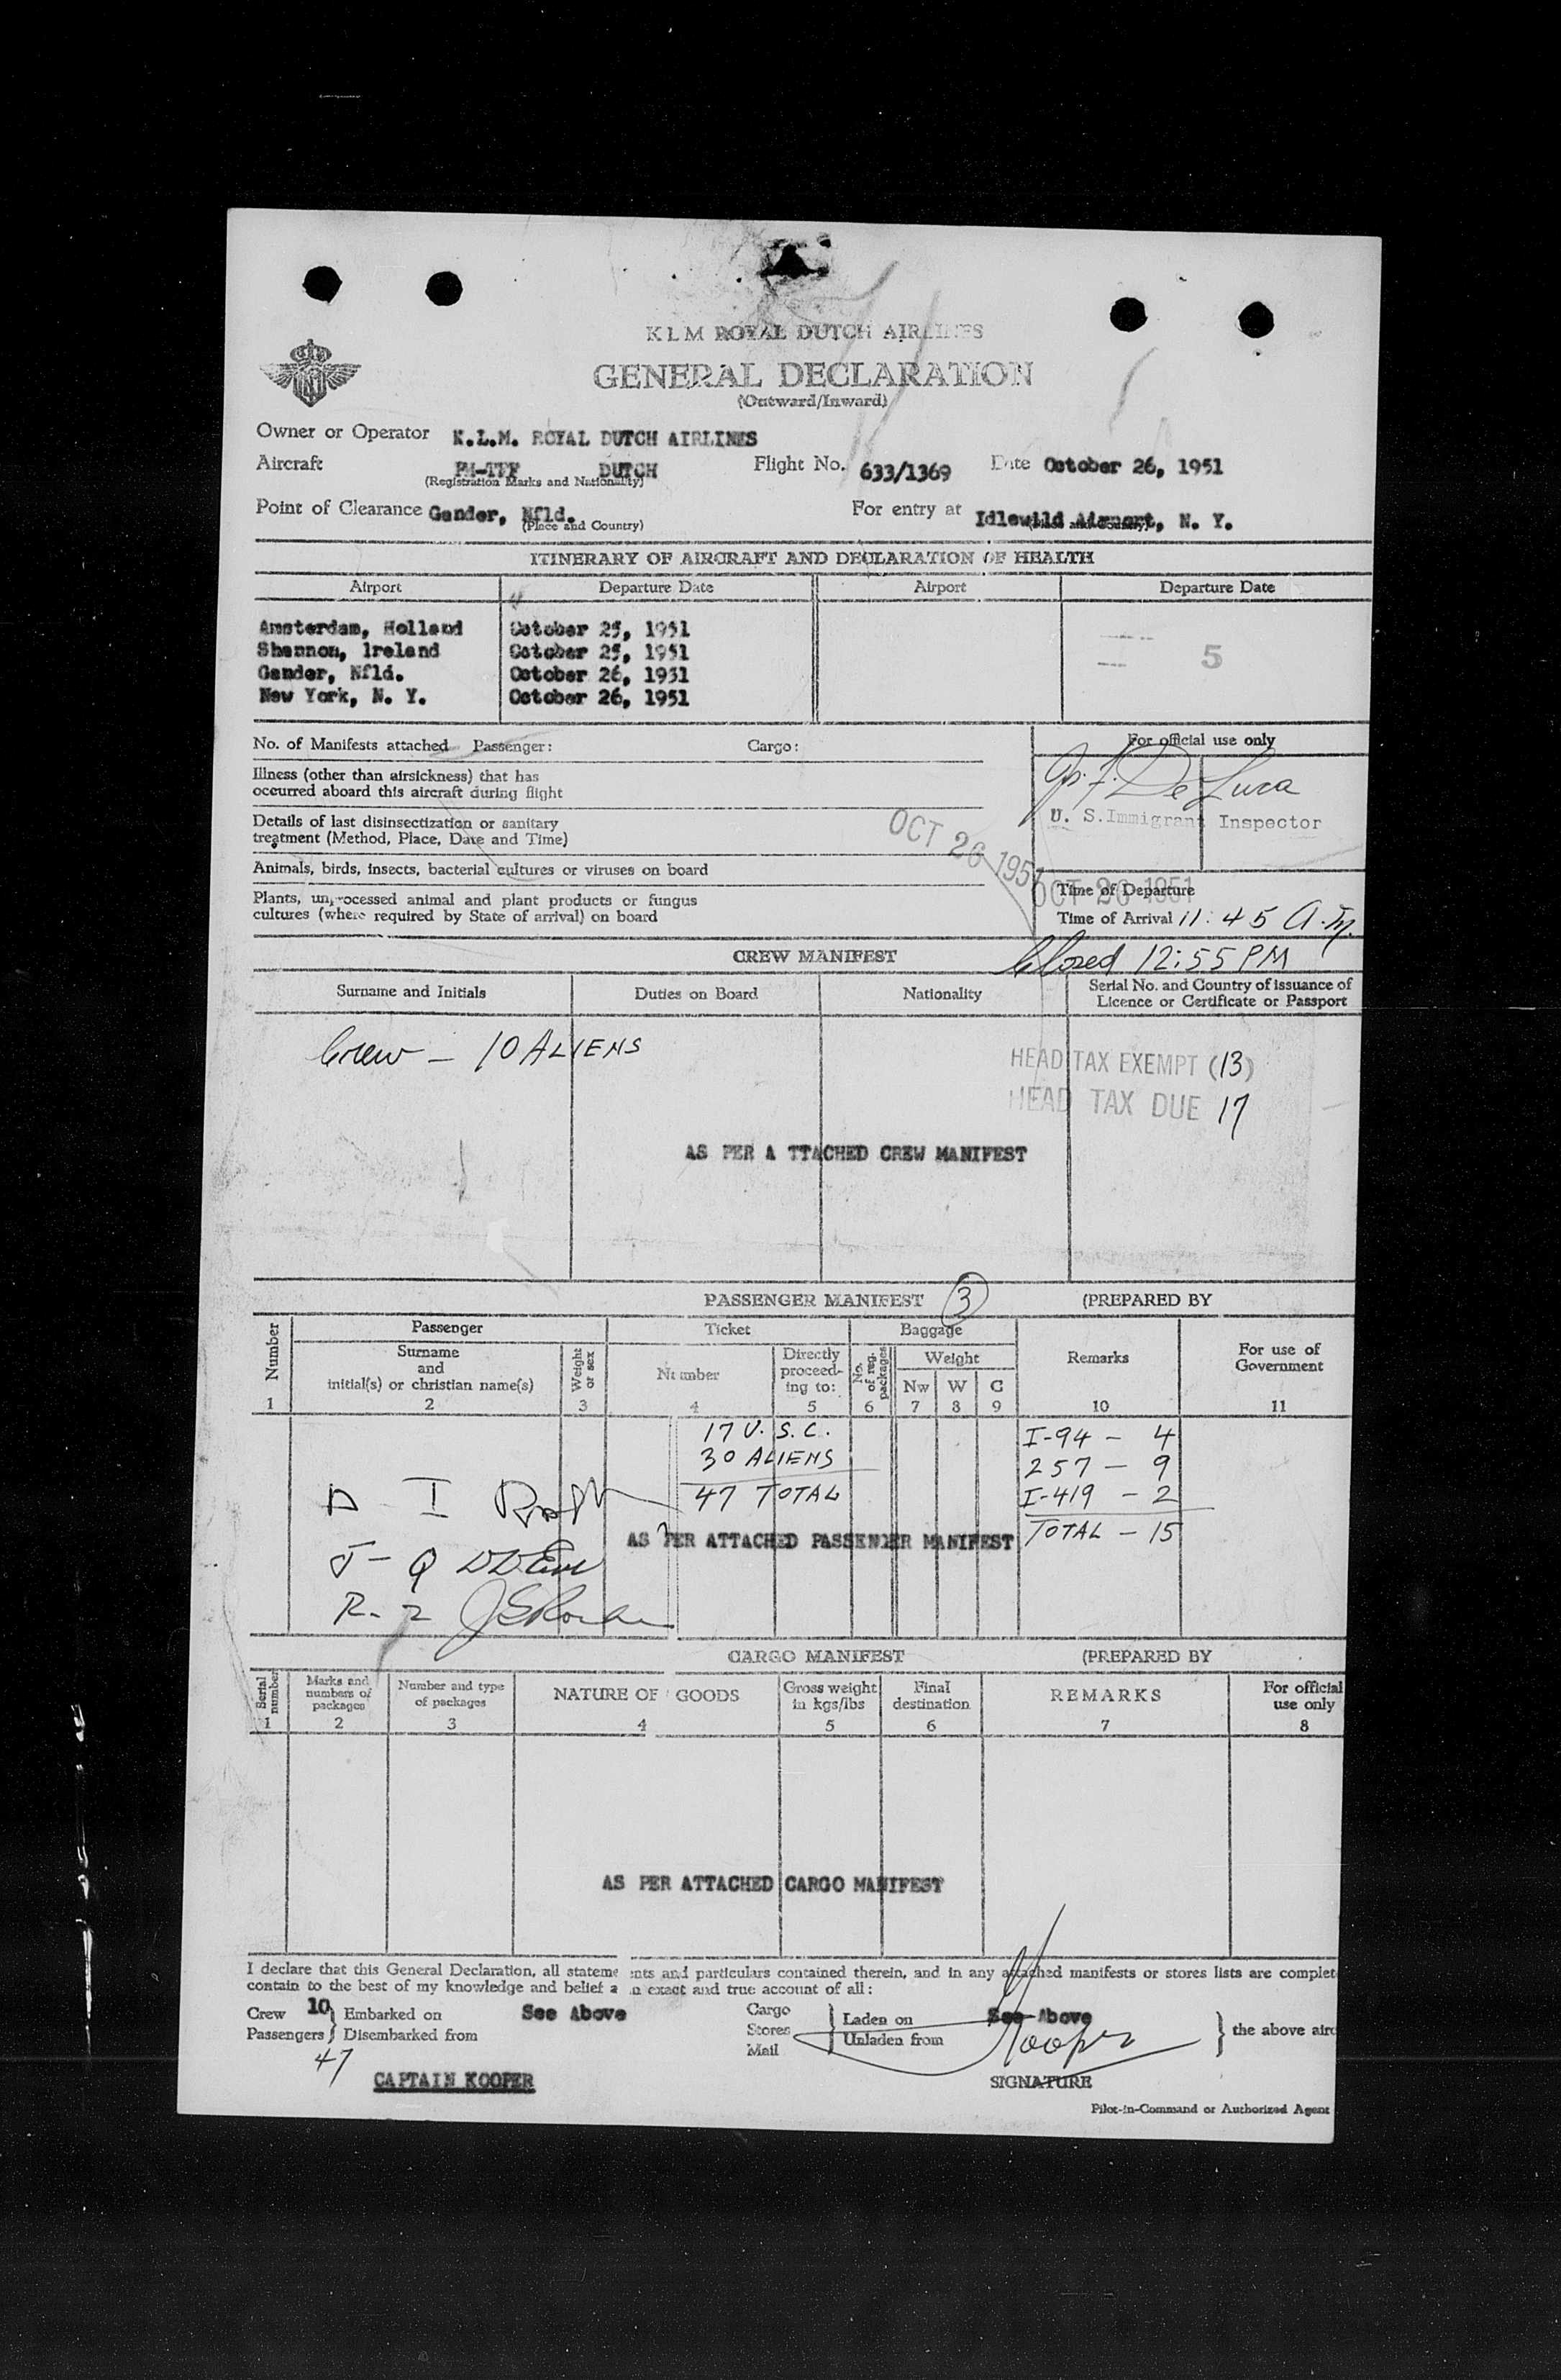 KLM ROYAL DUTCH AIRLINES
GENERAL DECLARATION
(Outward/Inward)
Owner or Operator K.L.M. ROYAL DUTCH AIRLINES
Aircraft DUTCH Flight No. 633/1369 Date October 26, 1951
(Registration Marks and Nationality)
Point of Clearance Gander, Nfld. For entry at Idlewild Airport, N. Y.
(Place and Country)
ITINERARY OF AIRCRAFT AND DECLARATION OF HEALTH
Airport Departure Date Airport Departure Date
Amsterdam, Holland October 25, 1951
Shannon, Ireland October 25, 1951
5
Gander, Nfld. October 26, 1951
New York, N. Y. October 26, 1951
No. of Manifests attached Passenger: Cargo: For official use only
Illness (other than airsickness) that has
occurred aboard this aircraft during flight
De Luca
U. S. Immigrant Inspector
Details of last disinsectization or sanitary
treatment (Method, Place, Date and Time)
OCT 26 1951
Animals, birds, insects, bacterial cultures or viruses on board
OCT 26 1951
Time of Departure
Plants, unprocessed animal and plant products or fungus
cultures (where required by State of arrival) on board
Time of Arrival 11:45 A.M.
Closed 12:55 PM
CREW MANIFEST
Surname and Initials Duties on Board Nationality Serial No. and Country of issuance of
Licence or Certificate or Passport
Crew - 10 ALIENS
HEAD TAX EXEMPT (13)
HEAD TAX DUE 17
AS PER A TTACHED CREW MANIFEST
PASSENGER MANIFEST 3 (PREPARED BY
Number Passenger Ticket Baggage Remarks For use of
Government
Surname
and
initial(s) or christian name(s)
Weight or sex
Number
Directly
proceed-
ing to:
No. of reg. packages
Weight
Nw W C
1 2 3 4 5 6 7 8 9 10 11
17 U.S.C. I-94 - 4
30 ALIENS 257 - 9
47 TOTAL I-419 - 2
TOTAL - 15
AS PER ATTACHED PASSENGER MANIFEST
CARGO MANIFEST (PREPARED BY
Serial number
Marks and
numbers of
packages
Number and type
of packages
NATURE OF GOODS
Gross weight
in kgs/lbs
Final
destination
REMARKS
For official
use only
1 2 3 4 5 6 7 8
AS PER ATTACHED CARGO MANIFEST
I declare that this General Declaration, all statements and particulars contained therein, and in any attached manifests or stores lists are complet
contain to the best of my knowledge and belief an exact and true account of all:
Crew 10 } Embarked on See Above Cargo } Laden on See Above
Passengers } Disembarked from Stores } Unladen from } the above airc
Mail
47
Kooper
CAPTAIN KOOPER
SIGNATURE
Pilot-in-Command or Authorized Agent